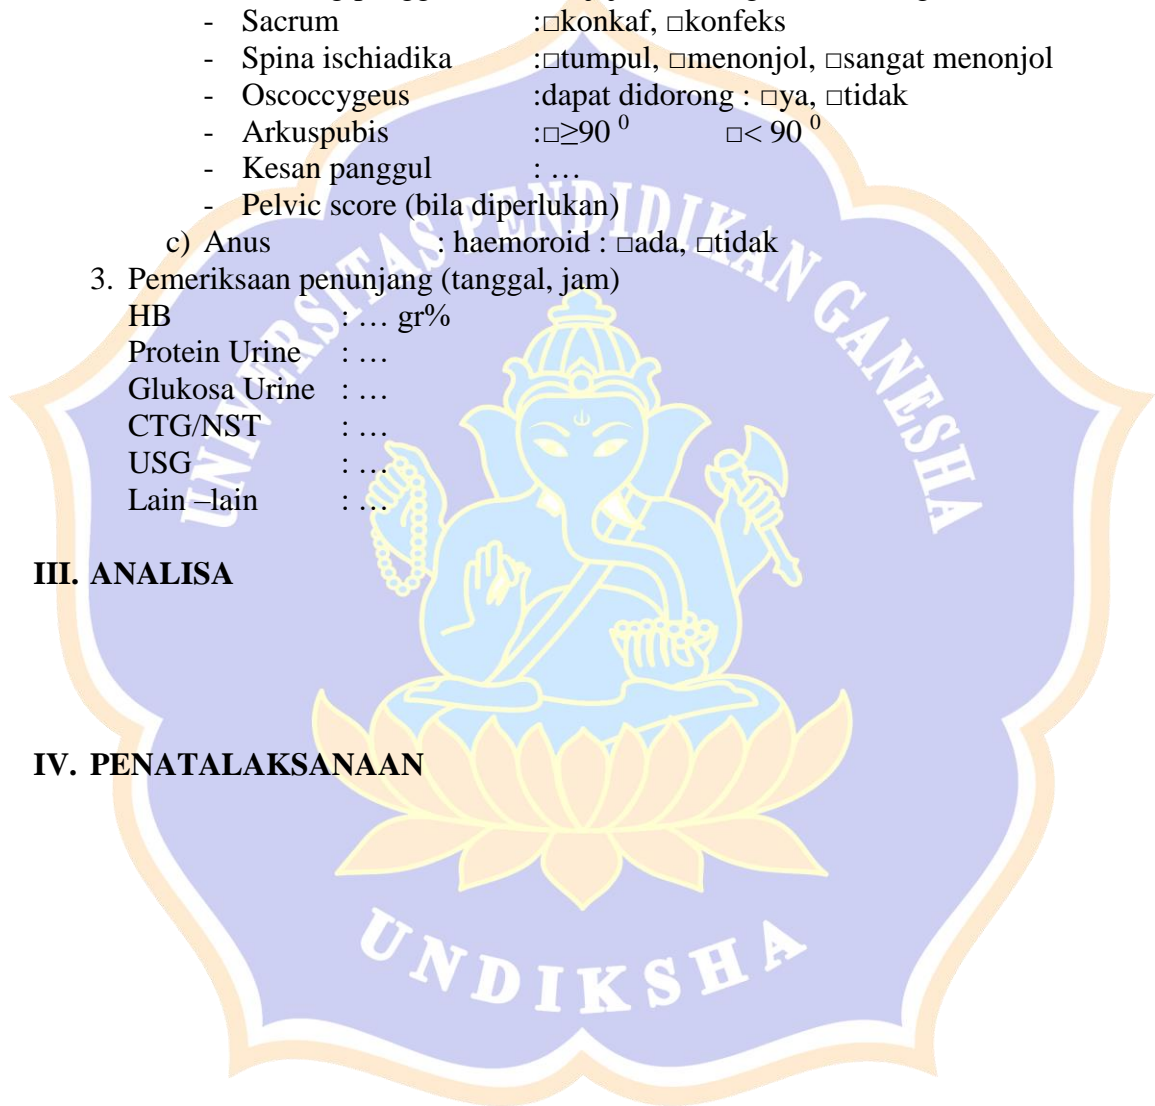 - Sacrum :□konkaf, □konfeks
- Spina ischiadika :□tumpul, □menonjol, □sangat menonjol
- Oscoccygeus :dapat didorong : □ya, □tidak
- Arkuspubis :□≥90 ⁰ □< 90 ⁰
- Kesan panggul : …
- Pelvic score (bila diperlukan)
c) Anus : haemoroid : □ada, □tidak
3. Pemeriksaan penunjang (tanggal, jam)
HB : … gr%
Protein Urine : …
Glukosa Urine : …
CTG/NST : …
USG : …
Lain –lain : …
III. ANALISA
IV. PENATALAKSANAAN
UNIVERSITAS PENDIDIKAN GANESHA
UNDIKSHA